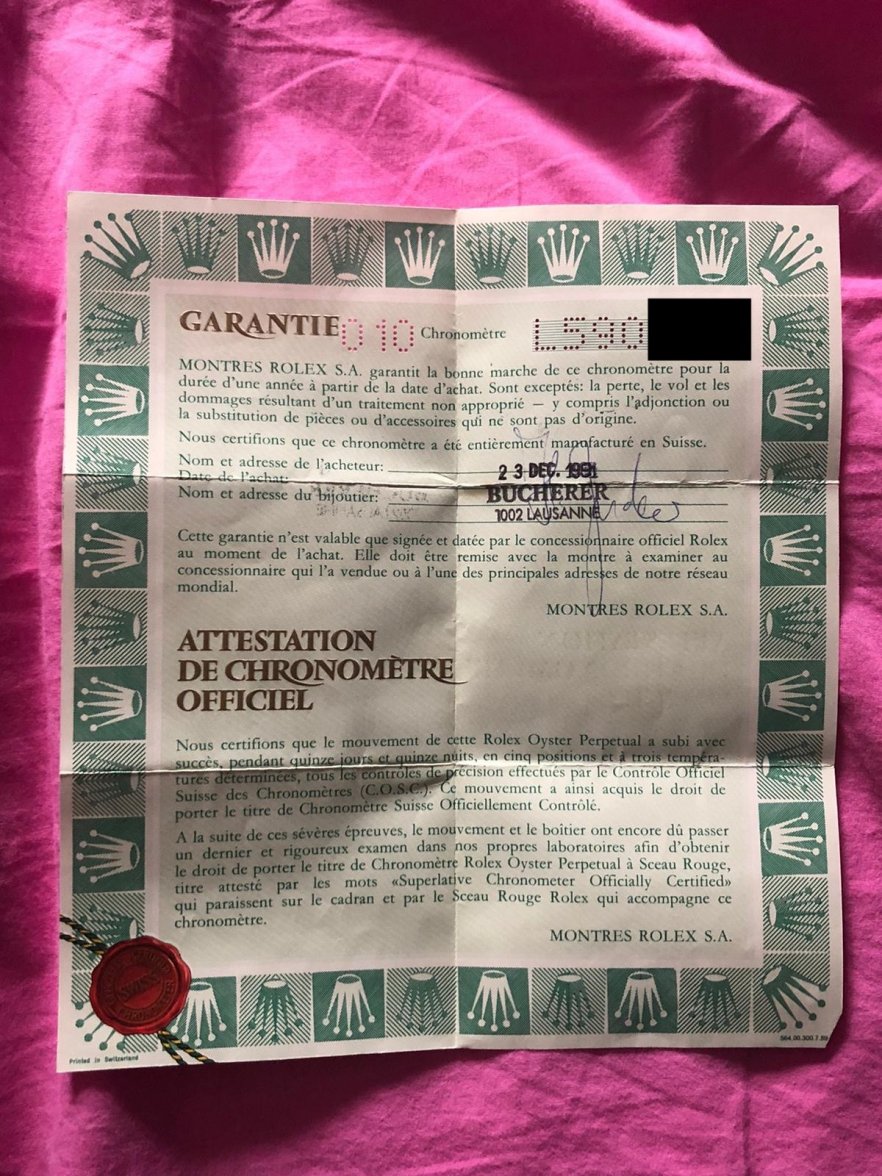 GARANTIE 010 Chronomètre L590
MONTRES ROLEX S.A. garantit la bonne marche de ce chronomètre pour la
durée d'une année à partir de la date d'achat. Sont exceptés: la perte, le vol et les
dommages résultant d'un traitement non approprié — y compris l'adjonction ou
la substitution de pièces ou d'accessoires qui ne sont pas d'origine.
Nous certifions que ce chronomètre a été entièrement manufacturé en Suisse.
Nom et adresse de l'acheteur:
Date de l'achat: 23 DEC. 1991
Nom et adresse du bijoutier: BUCHERER
1002 LAUSANNE
Cette garantie n'est valable que signée et datée par le concessionnaire officiel Rolex
au moment de l'achat. Elle doit être remise avec la montre à examiner au
concessionnaire qui l'a vendue ou à l'une des principales adresses de notre réseau
mondial.
MONTRES ROLEX S.A.
ATTESTATION
DE CHRONOMÈTRE
OFFICIEL
Nous certifions que le mouvement de cette Rolex Oyster Perpetual a subi avec
succès, pendant quinze jours et quinze nuits, en cinq positions et à trois tempéra-
tures déterminées, tous les contrôles de précision effectués par le Contrôle Officiel
Suisse des Chronomètres (C.O.S.C.). Ce mouvement a ainsi acquis le droit de
porter le titre de Chronomètre Suisse Officiellement Contrôlé.
A la suite de ces sévères épreuves, le mouvement et le boîtier ont encore dû passer
un dernier et rigoureux examen dans nos propres laboratoires afin d'obtenir
le droit de porter le titre de Chronomètre Rolex Oyster Perpetual à Sceau Rouge,
titre attesté par les mots «Superlative Chronometer Officially Certified»
qui paraissent sur le cadran et par le Sceau Rouge Rolex qui accompagne ce
chronomètre.
MONTRES ROLEX S.A.
SWISS
Printed in Switzerland
564.00.300.7.89